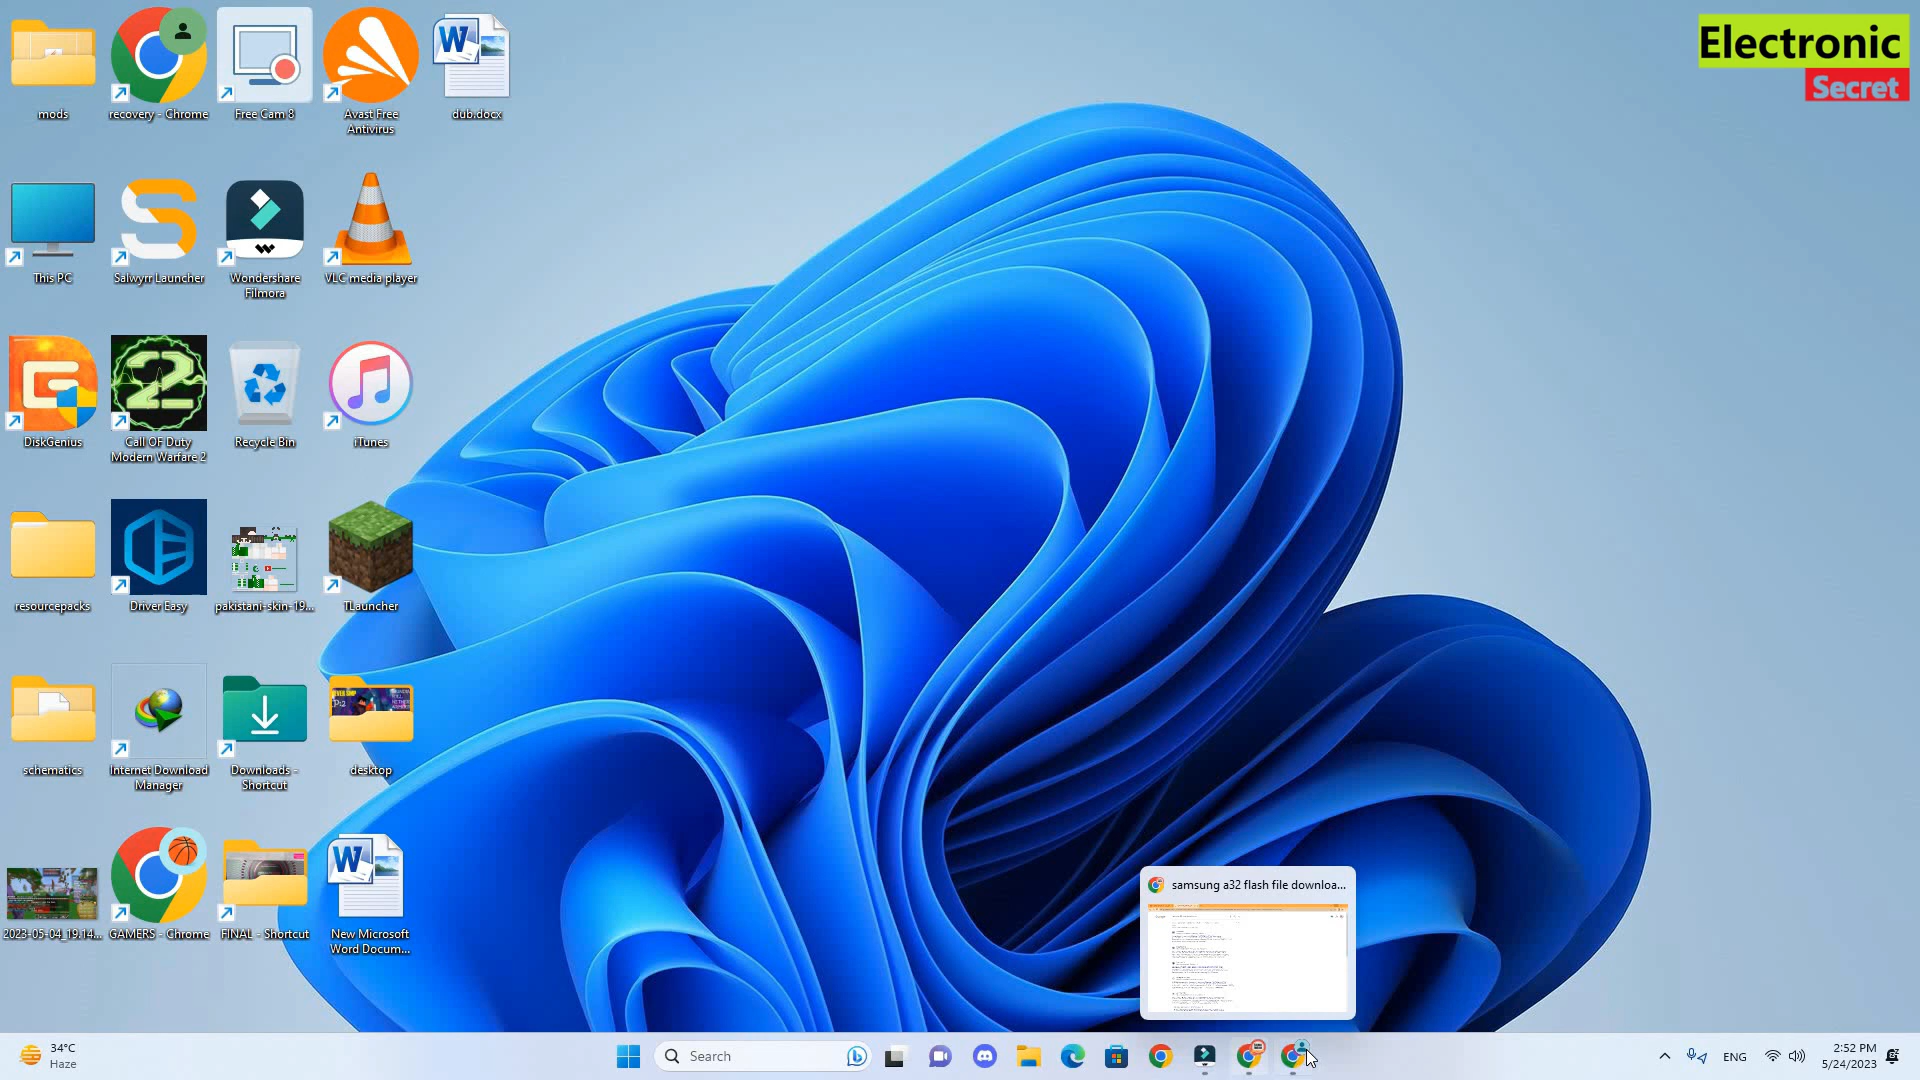 Electronic
Secret
mods
recovery - Chrome
Free Cam 8
Avast Free
Antivirus
dub.docx
This PC
Salwyrr Launcher
Wondershare
Filmora
VLC media player
DiskGenius
Call OF Duty
Modern Warfare 2
Recycle Bin
iTunes
resourcepacks
Driver Easy
pakistani-skin-19...
TLauncher
schematics
Internet Download
Manager
Downloads -
Shortcut
desktop
2023-05-04_19.14...
GAMERS - Chrome
FINAL - Shortcut
New Microsoft
Word Docum...
samsung a32 flash file downloa...
34°C
Haze
Search
ENG
2:52 PM
5/24/2023